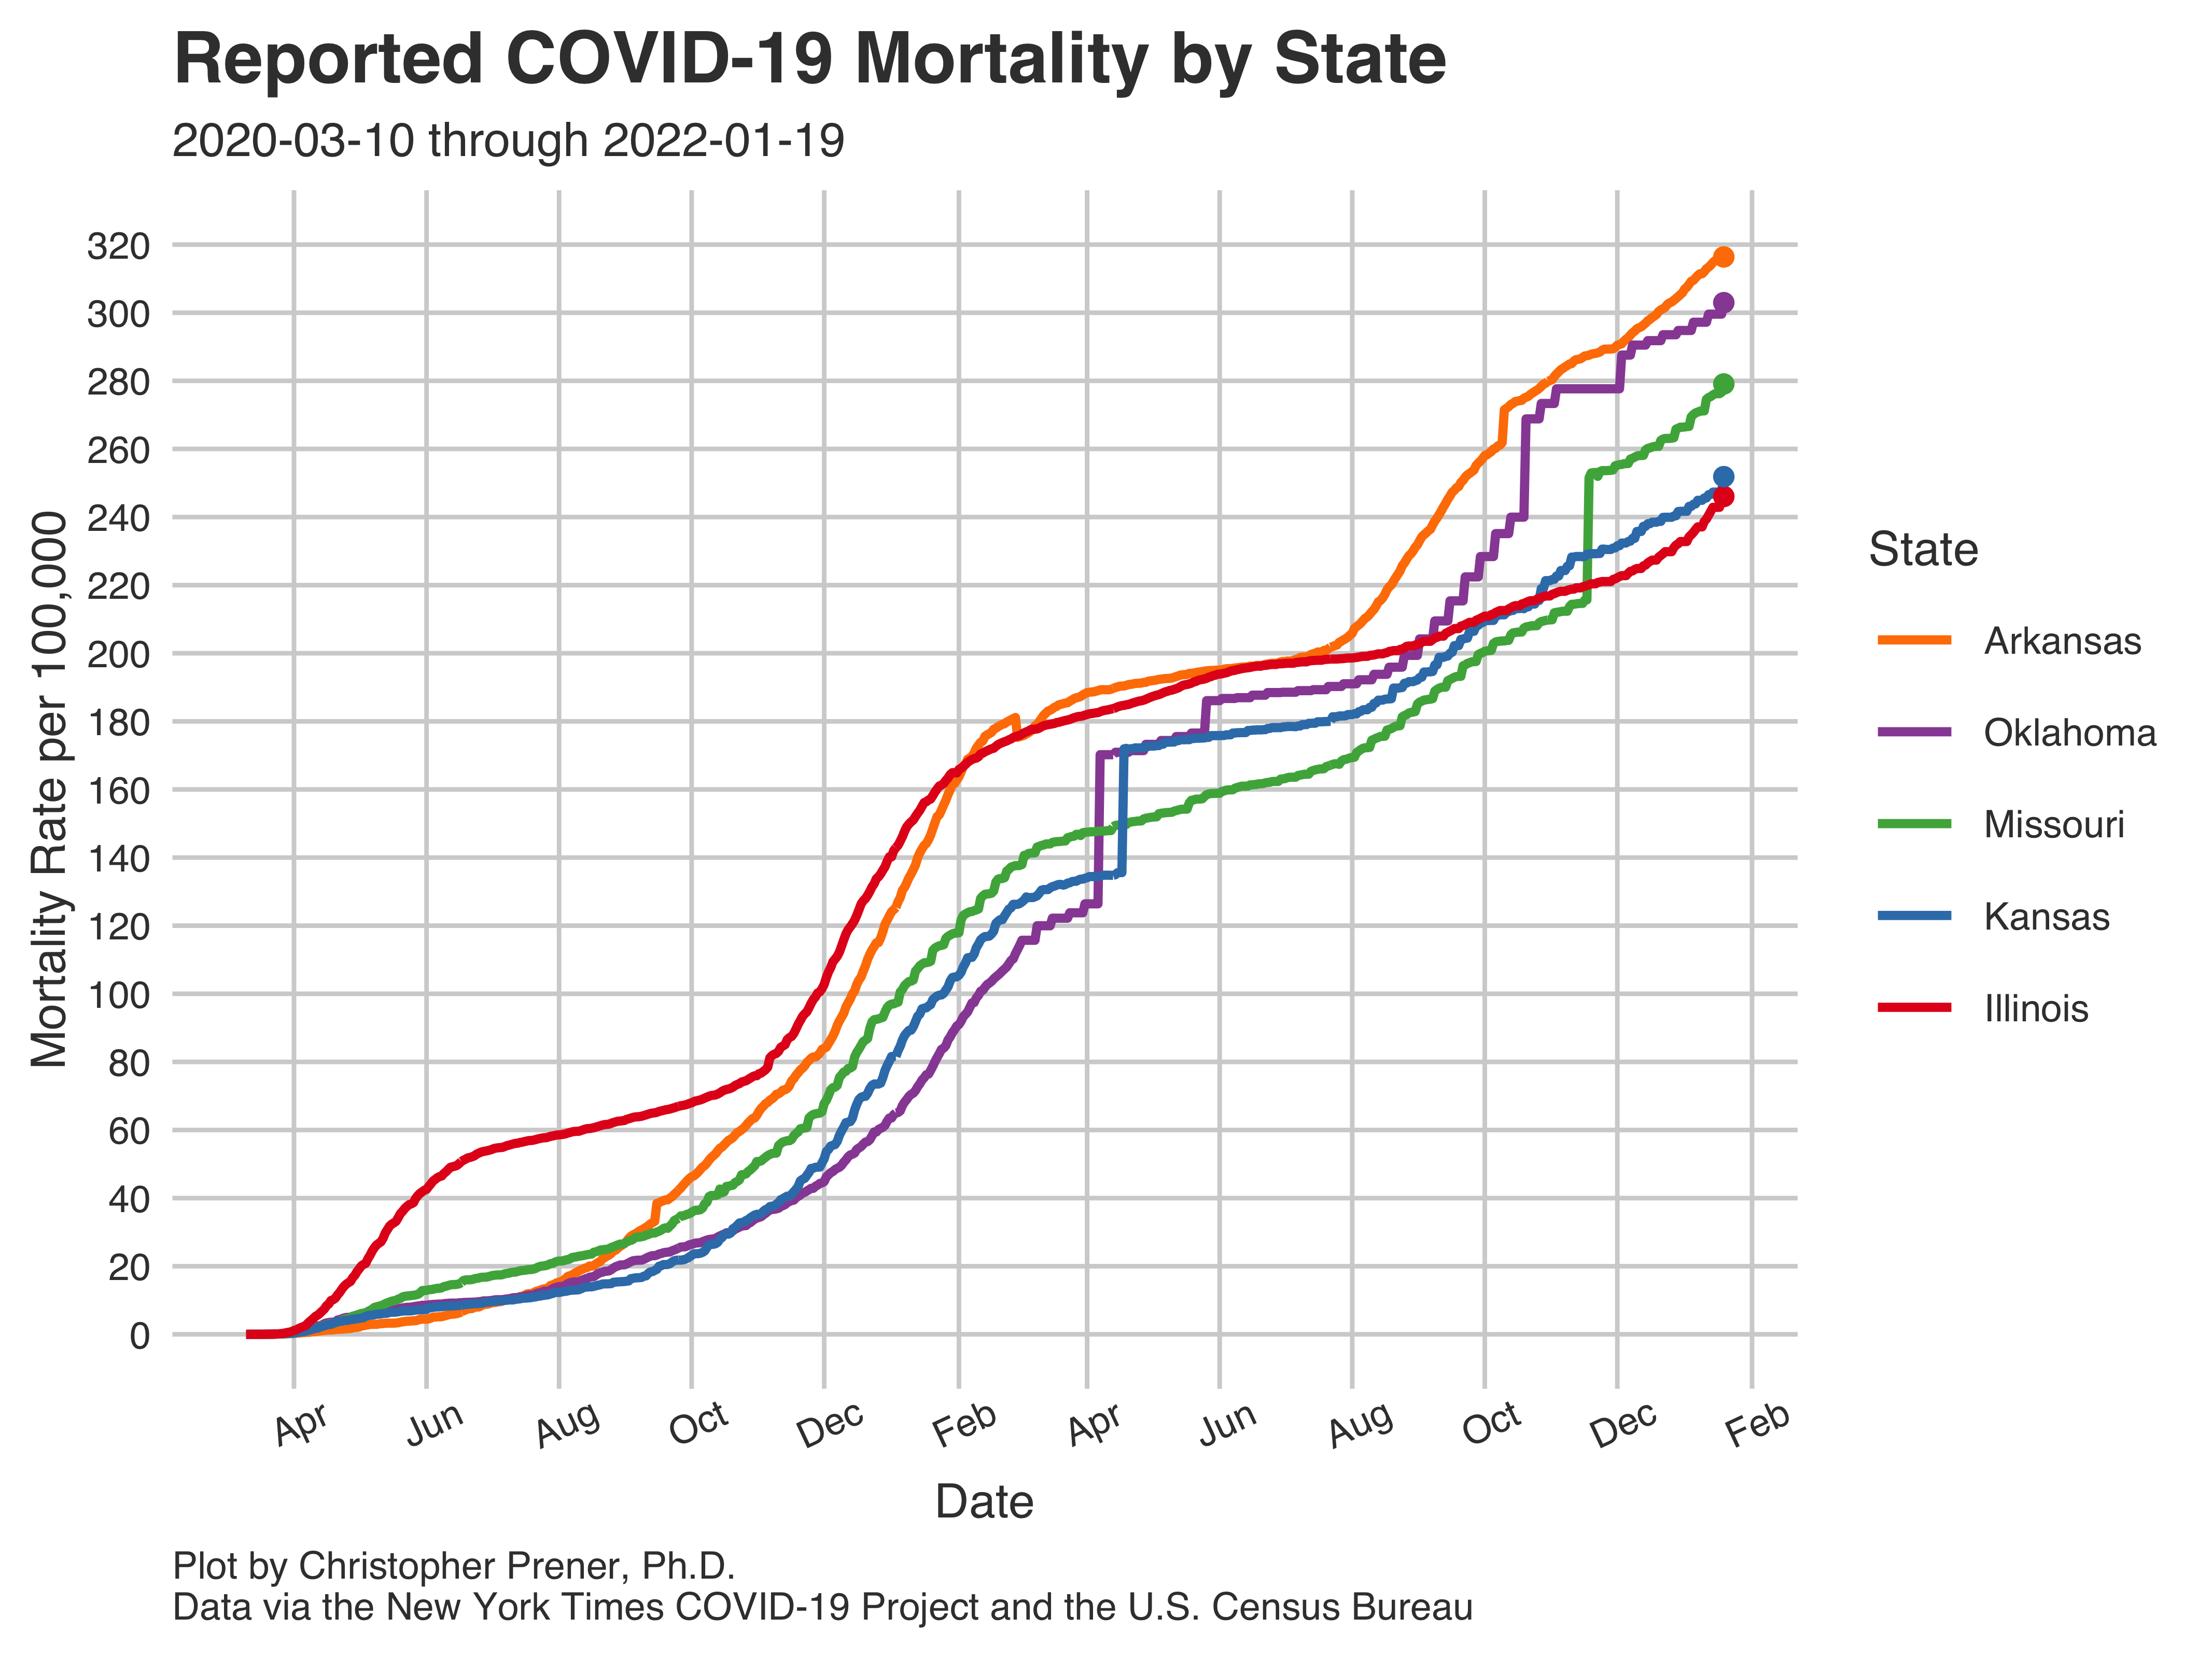 Reported COVID-19 Mortality by State
2020-03-10 through 2022-01-19
Mortality Rate per 100,000
320
300
280
260
240
220
200
180
160
140
120
100
80
60
40
20
0
Apr
Jun
Aug
Oct
Dec
Feb
Apr
Jun
Aug
Oct
Dec
Feb
Date
State
Arkansas
Oklahoma
Missouri
Kansas
Illinois
Plot by Christopher Prener, Ph.D.
Data via the New York Times COVID-19 Project and the U.S. Census Bureau